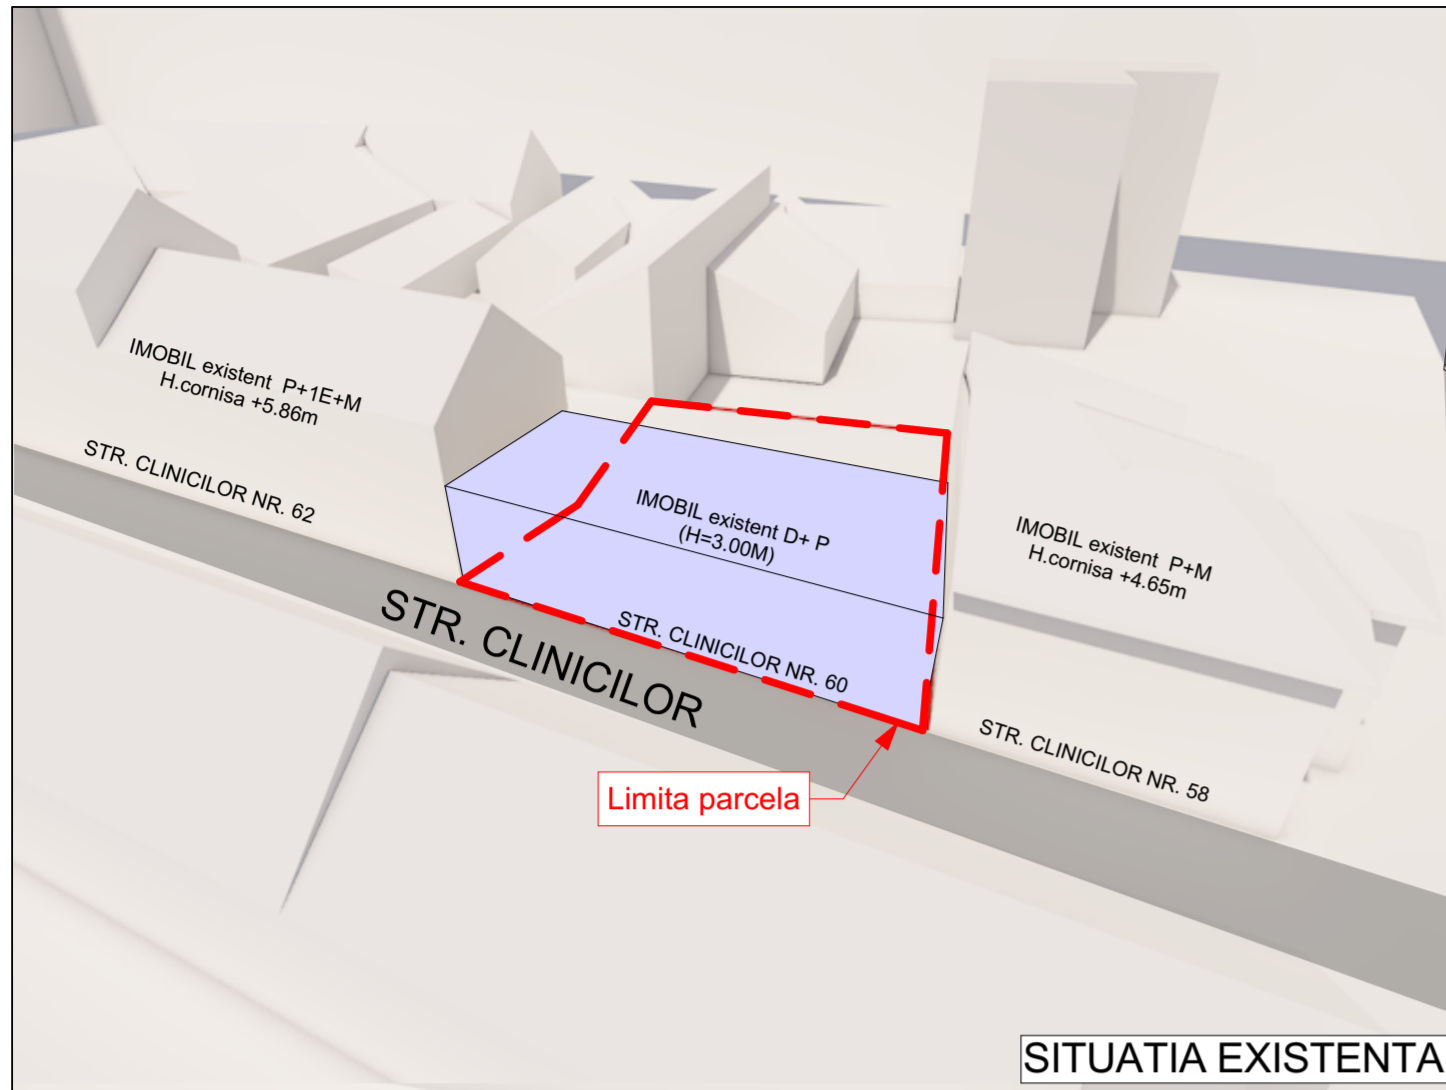 IMOBIL existent P+1E+M
H.cornisa +5.86m
STR. CLINICILOR NR. 62
IMOBIL existent D+ P
(H=3.00M)
STR. CLINICILOR NR. 60
IMOBIL existent P+M
H.cornisa +4.65m
STR. CLINICILOR NR. 58
STR. CLINICILOR
Limita parcela
SITUATIA EXISTENTA